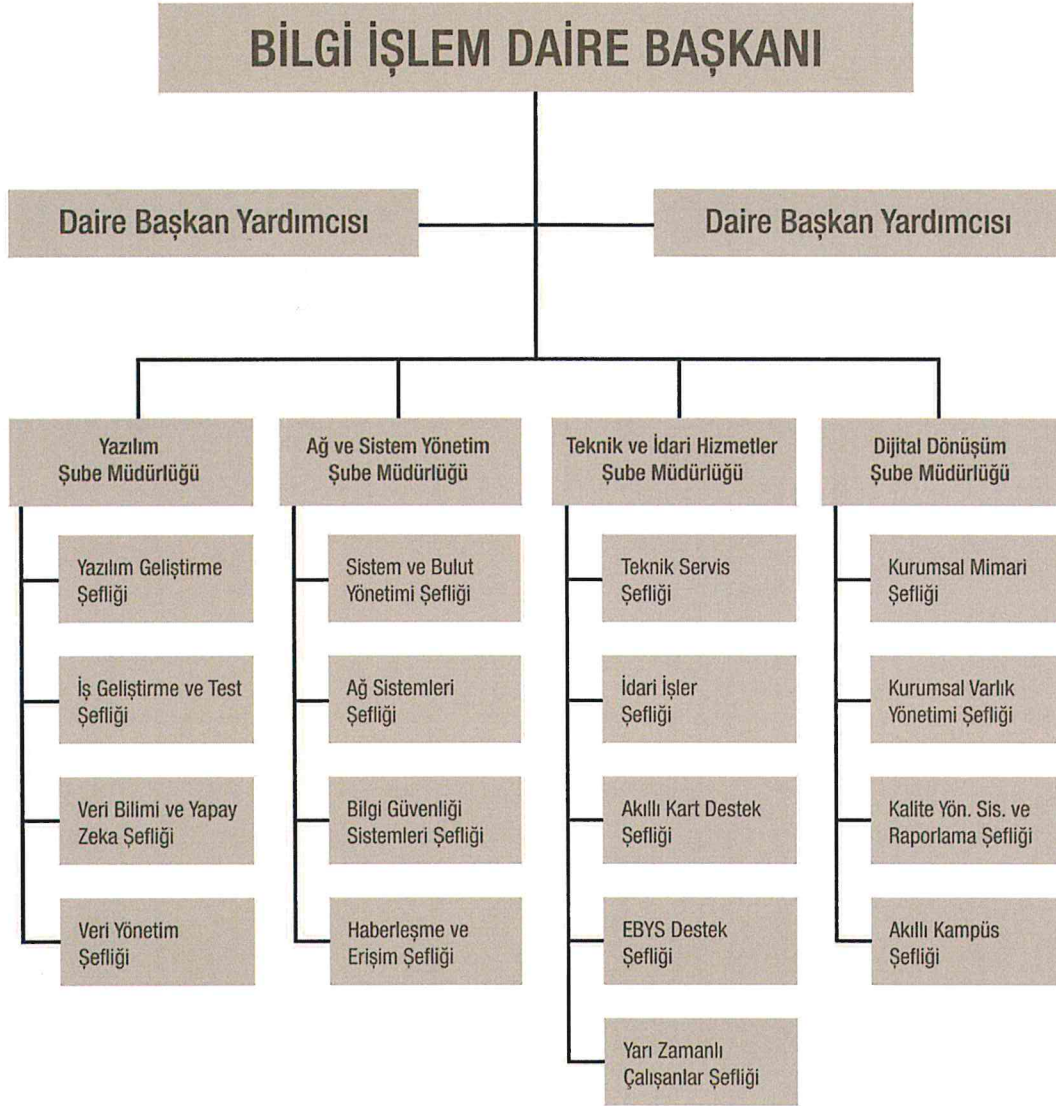 BİLGİ İŞLEM DAİRE BAŞKANI
Daire Başkan Yardımcısı
Daire Başkan Yardımcısı
Yazılım
Şube Müdürlüğü
Yazılım Geliştirme
Şefliği
İş Geliştirme ve Test
Şefliği
Veri Bilimi ve Yapay
Zeka Şefliği
Veri Yönetim
Şefliği
Ağ ve Sistem Yönetim
Şube Müdürlüğü
Sistem ve Bulut
Yönetimi Şefliği
Ağ Sistemleri
Şefliği
Bilgi Güvenliği
Sistemleri Şefliği
Haberleşme ve
Erişim Şefliği
Teknik ve İdari Hizmetler
Şube Müdürlüğü
Teknik Servis
Şefliği
İdari İşler
Şefliği
Akıllı Kart Destek
Şefliği
EBYS Destek
Şefliği
Yarı Zamanlı
Çalışanlar Şefliği
Dijital Dönüşüm
Şube Müdürlüğü
Kurumsal Mimari
Şefliği
Kurumsal Varlık
Yönetimi Şefliği
Kalite Yön. Sis. ve
Raporlama Şefliği
Akıllı Kampüs
Şefliği